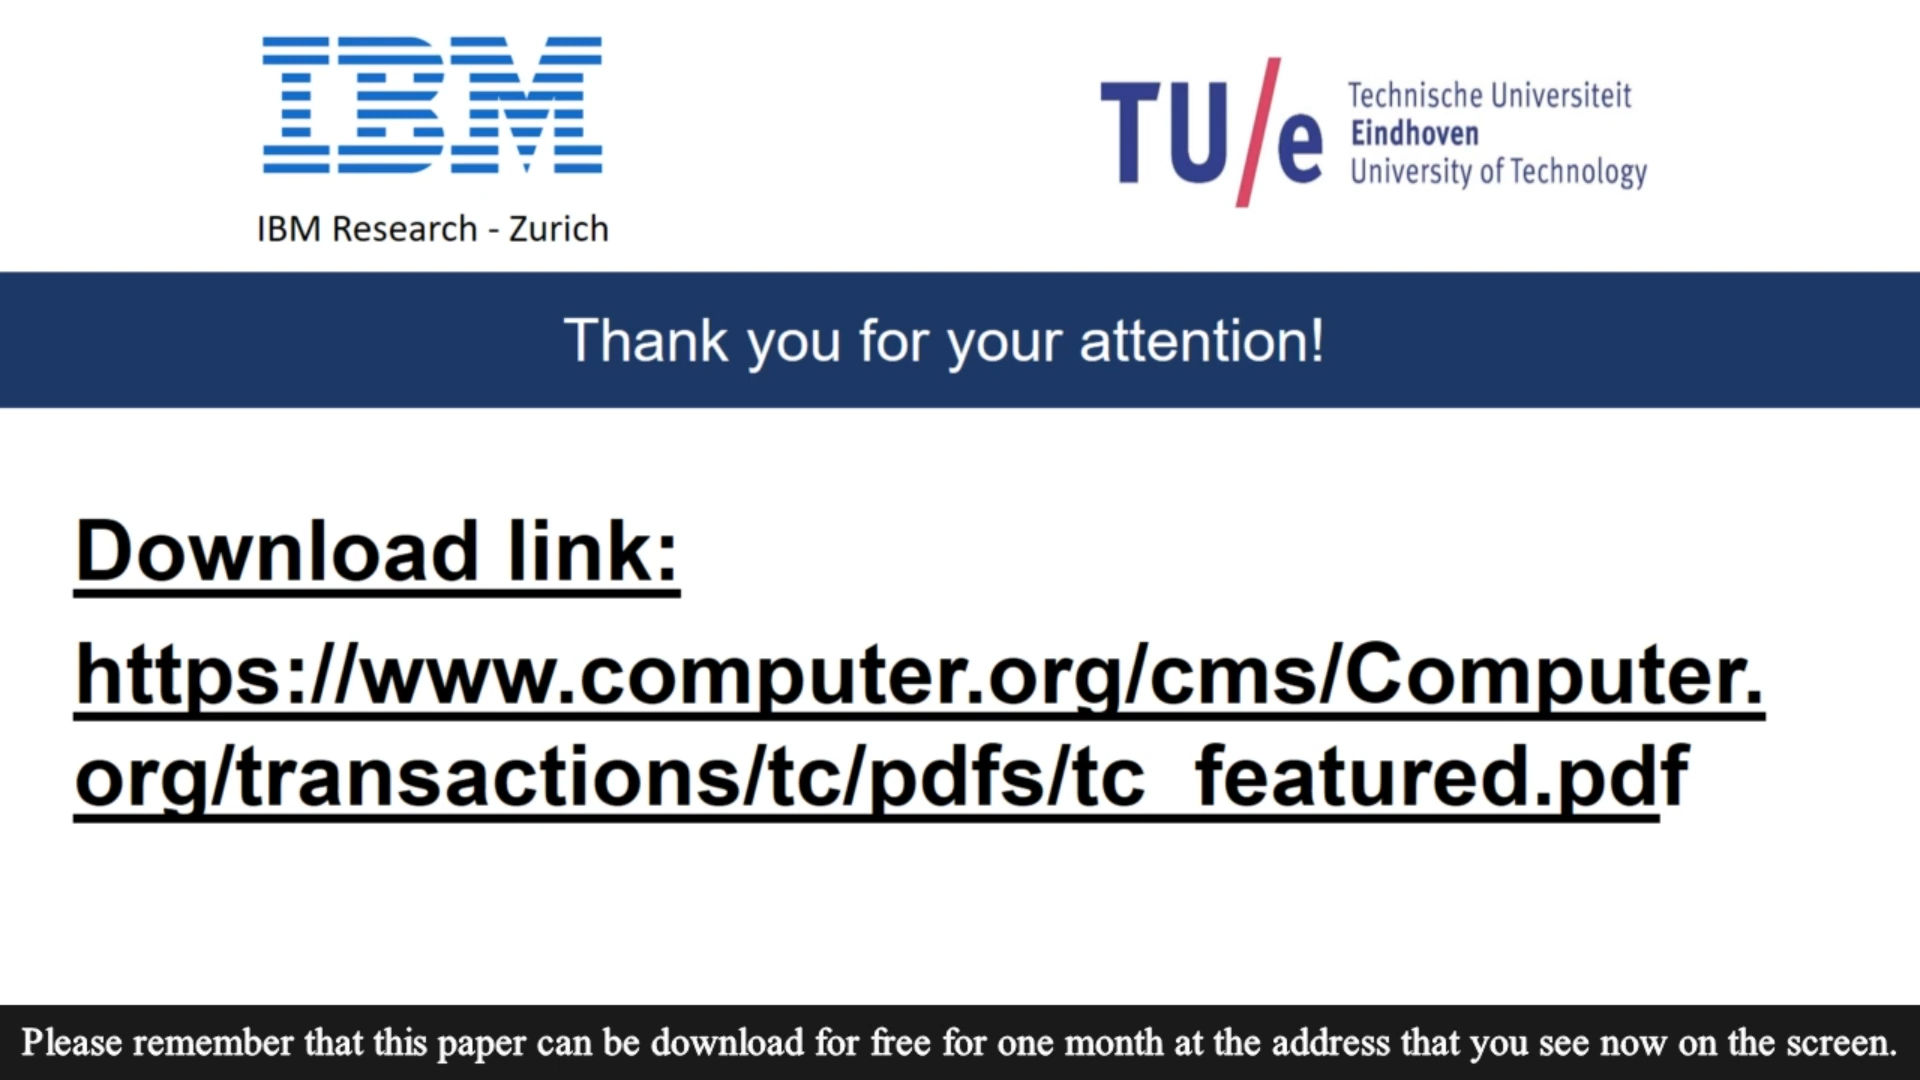 IBM
IBM Research - Zurich
TU/e
Technische Universiteit
Eindhoven
University of Technology
Thank you for your attention!
Download link:
https://www.computer.org/cms/Computer.
org/transactions/tc/pdfs/tc_featured.pdf
Please remember that this paper can be download for free for one month at the address that you see now on the screen.